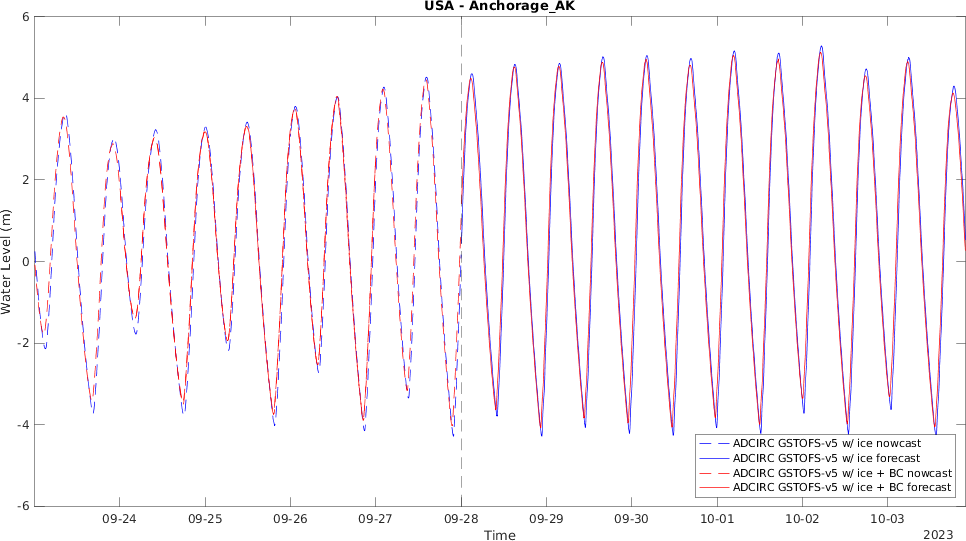 USA - Anchorage_AK
6
4
2
0
-2
-4
-6
Water Level (m)
ADCIRC GSTOFS-v5 w/ ice nowcast
ADCIRC GSTOFS-v5 w/ ice forecast
ADCIRC GSTOFS-v5 w/ ice + BC nowcast
ADCIRC GSTOFS-v5 w/ ice + BC forecast
09-24 09-25 09-26 09-27 09-28 09-29 09-30 10-01 10-02 10-03
Time
2023